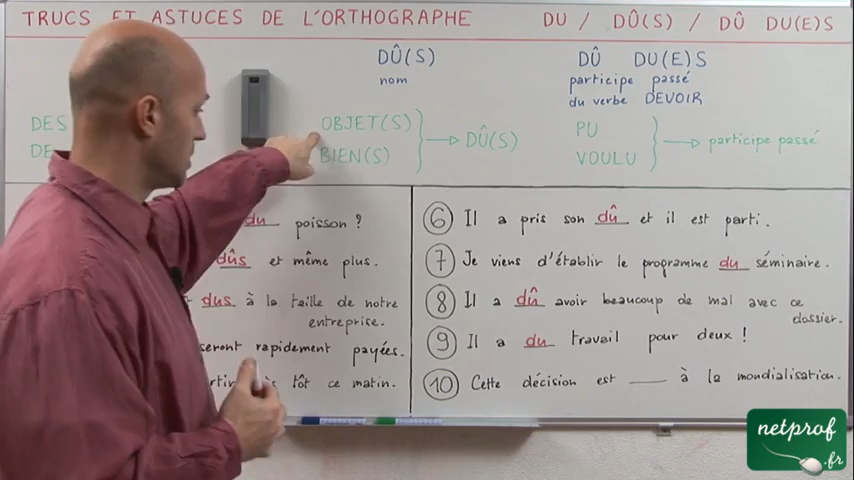 TRUCS ET ASTUCES DE L'ORTHOGRAPHE DU / DÛ(S) / DÛ DU(E)S
DÛ(S) DÛ DU(E)S
nom participe passé
du verbe DEVOIR
DES OBJET(S) → DÛ(S) PU → participe passé
DE BIEN(S) VOULU
du poisson ?
dûs et même plus.
dus à la taille de notre
entreprise.
seront rapidement payées.
tôt ce matin.
6 Il a pris son dû et il est parti.
7 Je viens d'établir le programme du séminaire.
8 Il a dû avoir beaucoup de mal avec ce
dossier.
9 Il a du travail pour deux !
10 Cette décision est ____ à la mondialisation.
netprof
.fr